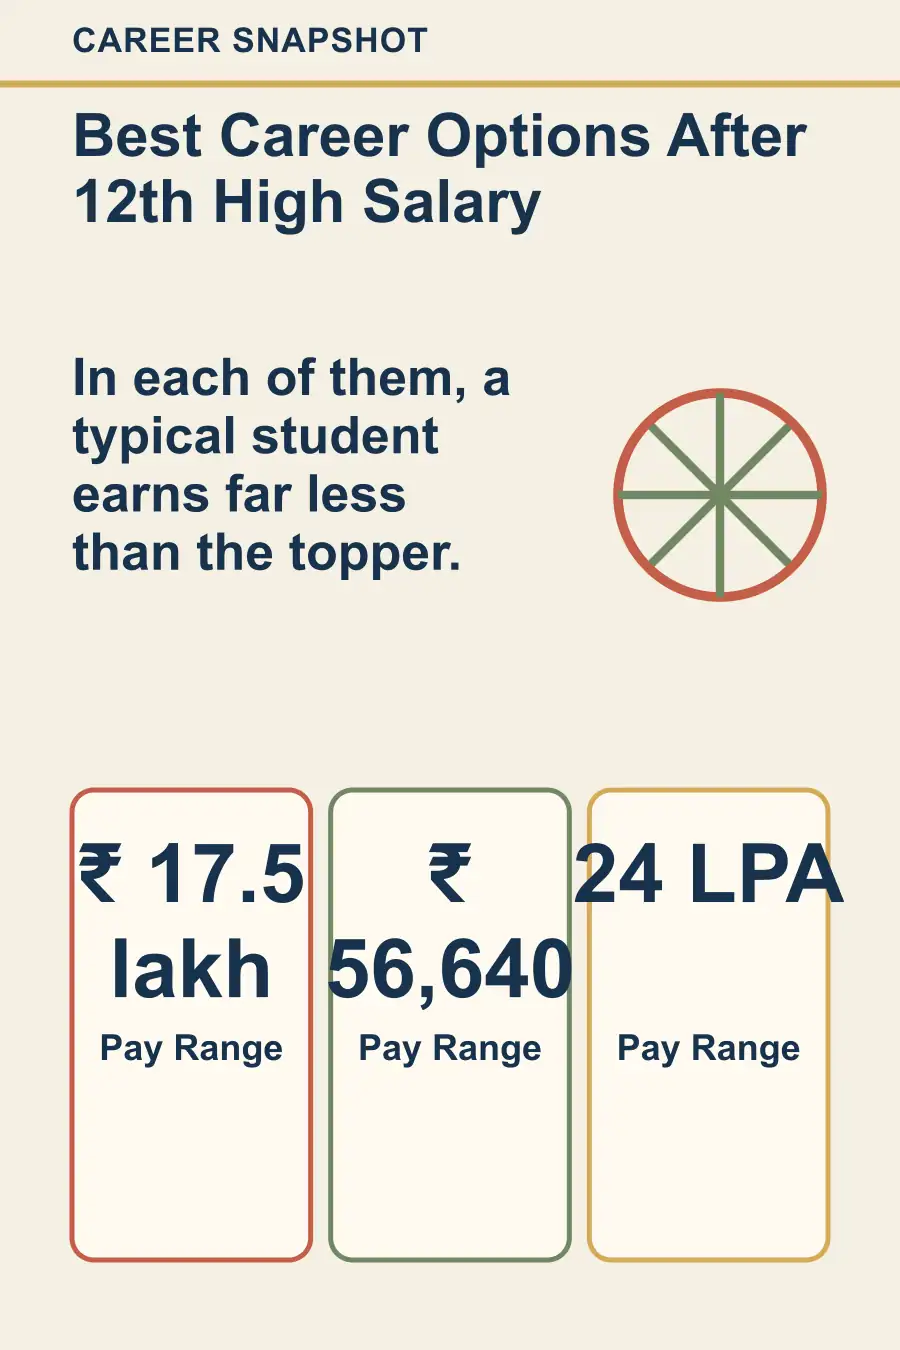 CAREER SNAPSHOT
Best Career Options After
12th High Salary
In each of them, a
typical student
earns far less
than the topper.
₹ 17.5
lakh
Pay Range
₹
56,640
Pay Range
24 LPA
Pay Range